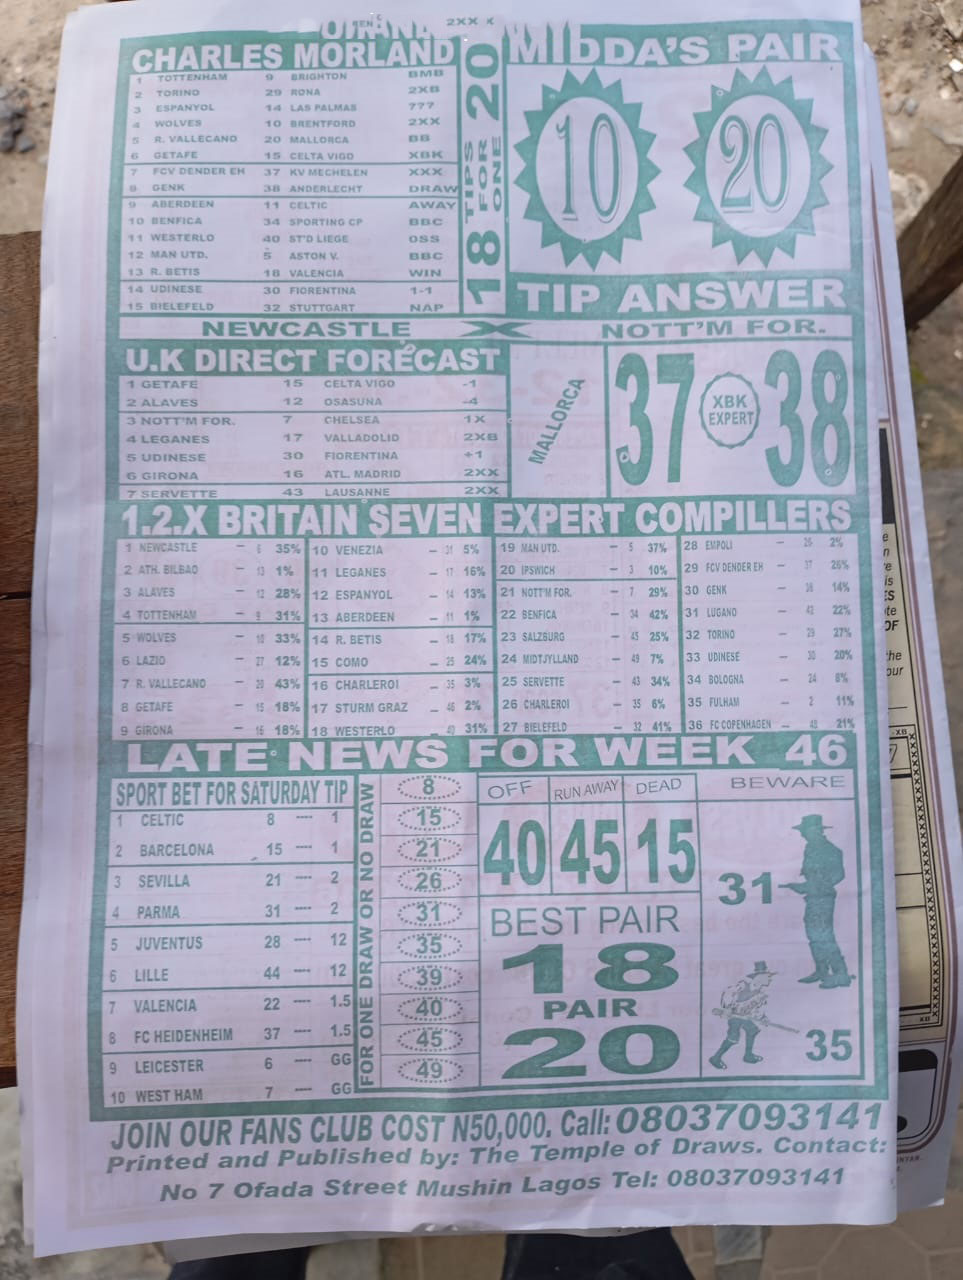 2XX X
CHARLES MORLAND
1 TOTTENHAM 9 BRIGHTON BMB
2 TORINO 29 RONA 2XB
3 ESPANYOL 14 LAS PALMAS ???
4 WOLVES 10 BRENTFORD 2XX
5 R. VALLECANO 20 MALLORCA BB
6 GETAFE 15 CELTA VIGO XBK
7 FCV DENDER EH 37 KV MECHELEN XXX
8 GENK 38 ANDERLECHT DRAW
9 ABERDEEN 11 CELTIC AWAY
10 BENFICA 34 SPORTING CP BBC
11 WESTERLO 40 ST'D LIEGE OSS
12 MAN UTD. 5 ASTON V. BBC
13 R. BETIS 18 VALENCIA WIN
14 UDINESE 30 FIORENTINA 1-1
15 BIELEFELD 32 STUTTGART NAP
18 TIPS FOR ONE 20
MIDDA'S PAIR
10 20
TIP ANSWER
NEWCASTLE X NOTT'M FOR.
U.K DIRECT FORECAST
1 GETAFE 15 CELTA VIGO -1
2 ALAVES 12 OSASUNA -4
3 NOTT'M FOR. 7 CHELSEA 1X
4 LEGANES 17 VALLADOLID 2XB
5 UDINESE 30 FIORENTINA +1
6 GIRONA 16 ATL. MADRID 2XX
7 SERVETTE 43 LAUSANNE 2XX
MALLORCA
37 XBK EXPERT 38
1.2.X BRITAIN SEVEN EXPERT COMPILLERS
1 NEWCASTLE – 6 35%
2 ATH. BILBAO – 13 1%
3 ALAVES – 12 28%
4 TOTTENHAM – 9 31%
5 WOLVES – 10 33%
6 LAZIO – 27 12%
7 R. VALLECANO – 20 43%
8 GETAFE – 15 18%
9 GIRONA – 16 18%
10 VENEZIA – 31 5%
11 LEGANES – 17 16%
12 ESPANYOL – 14 13%
13 ABERDEEN – 11 1%
14 R. BETIS – 18 17%
15 COMO – 25 24%
16 CHARLEROI – 35 3%
17 STURM GRAZ – 46 2%
18 WESTERLO – 40 31%
19 MAN UTD. – 5 37%
20 IPSWICH – 3 10%
21 NOTT'M FOR. – 7 29%
22 BENFICA – 34 42%
23 SALZBURG – 45 25%
24 MIDTJYLLAND – 49 7%
25 SERVETTE – 43 34%
26 CHARLEROI – 35 6%
27 BIELEFELD – 32 41%
28 EMPOLI – 26 2%
29 FCV DENDER EH – 37 26%
30 GENK – 38 14%
31 LUGANO – 42 22%
32 TORINO – 29 27%
33 UDINESE – 30 20%
34 BOLOGNA – 24 8%
35 FULHAM – 2 11%
36 FC COPENHAGEN – 48 21%
LATE NEWS FOR WEEK 46
SPORT BET FOR SATURDAY TIP
1 CELTIC 8 ---- 1
2 BARCELONA 15 ---- 1
3 SEVILLA 21 ---- 2
4 PARMA 31 ---- 2
5 JUVENTUS 28 ---- 12
6 LILLE 44 ---- 12
7 VALENCIA 22 ---- 1.5
8 FC HEIDENHEIM 37 ---- 1.5
9 LEICESTER 6 ---- GG
10 WEST HAM 7 ---- GG
FOR ONE DRAW OR NO DRAW
8
15
21
26
31
35
39
40
45
49
OFF RUN AWAY DEAD
40 45 15
BEST PAIR
18
PAIR
20
BEWARE
31
35
JOIN OUR FANS CLUB COST N50,000. Call: 08037093141
Printed and Published by: The Temple of Draws. Contact:
No 7 Ofada Street Mushin Lagos Tel: 08037093141